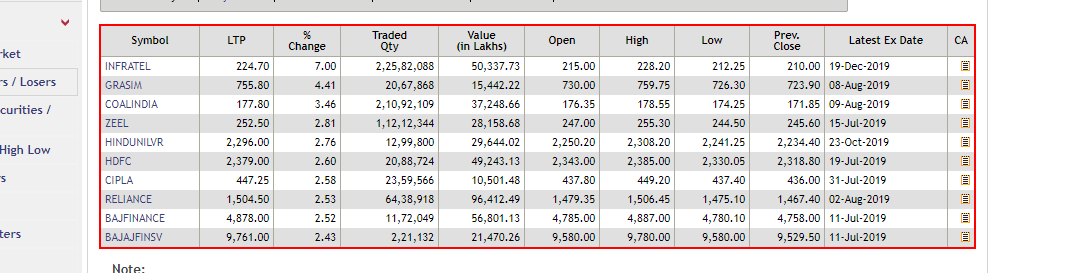 Symbol LTP % Change Traded Qty Value (in Lakhs) Open High Low Prev. Close Latest Ex Date CA
INFRATEL 224.70 7.00 2,25,82,088 50,337.73 215.00 228.20 212.25 210.00 19-Dec-2019
GRASIM 755.80 4.41 20,67,868 15,442.22 730.00 759.75 726.30 723.90 08-Aug-2019
COALINDIA 177.80 3.46 2,10,92,109 37,248.66 176.35 178.55 174.25 171.85 09-Aug-2019
ZEEL 252.50 2.81 1,12,12,344 28,158.68 247.00 255.30 244.50 245.60 15-Jul-2019
HINDUNILVR 2,296.00 2.76 12,99,800 29,644.02 2,250.20 2,308.20 2,241.25 2,234.40 23-Oct-2019
HDFC 2,379.00 2.60 20,88,724 49,243.13 2,343.00 2,385.00 2,330.05 2,318.80 19-Jul-2019
CIPLA 447.25 2.58 23,59,566 10,501.48 437.80 449.20 437.40 436.00 31-Jul-2019
RELIANCE 1,504.50 2.53 64,38,918 96,412.49 1,479.35 1,506.45 1,475.10 1,467.40 02-Aug-2019
BAJFINANCE 4,878.00 2.52 11,72,049 56,801.13 4,785.00 4,887.00 4,780.10 4,758.00 11-Jul-2019
BAJAJFINSV 9,761.00 2.43 2,21,132 21,470.26 9,580.00 9,780.00 9,580.00 9,529.50 11-Jul-2019
rket
rs / Losers
curities /
High Low
rs
ters
Note: